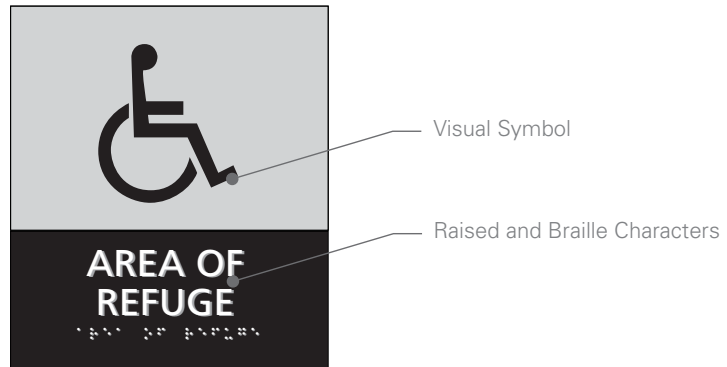 Visual Symbol
Raised and Braille Characters
AREA OF
REFUGE
⠁⠗⠑⠁ ⠕⠋ ⠗⠑⠋⠥⠛⠑